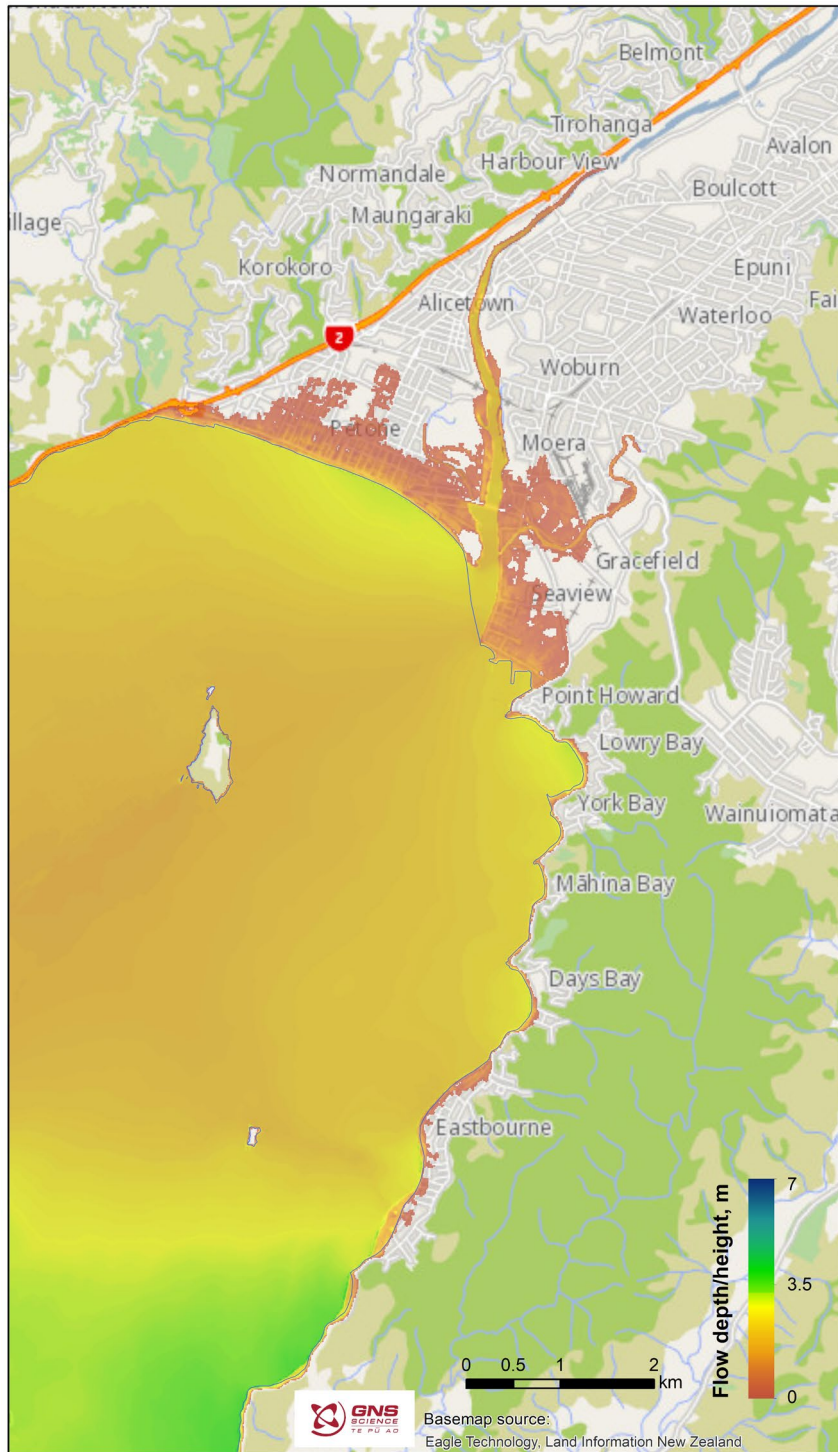 Belmont
Tirohanga
Avalon
Harbour View
Normandale
Boulcott
Maungaraki
illage
Korokoro
Epuni
Alicetown
Fai
Waterloo
2
Woburn
Petone
Moera
Gracefield
Seaview
Point Howard
Lowry Bay
York Bay
Wainuiomata
Māhina Bay
Days Bay
Eastbourne
Flow depth/height, m
7
3.5
0
0 0.5 1 2
km
GNS
SCIENCE
TE PŪ AO
Basemap source:
Eagle Technology, Land Information New Zealand